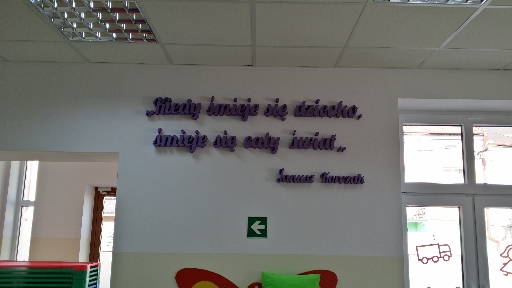 „Kiedy śmieje się dziecko,
śmieje się cały świat„
Janusz Korczak